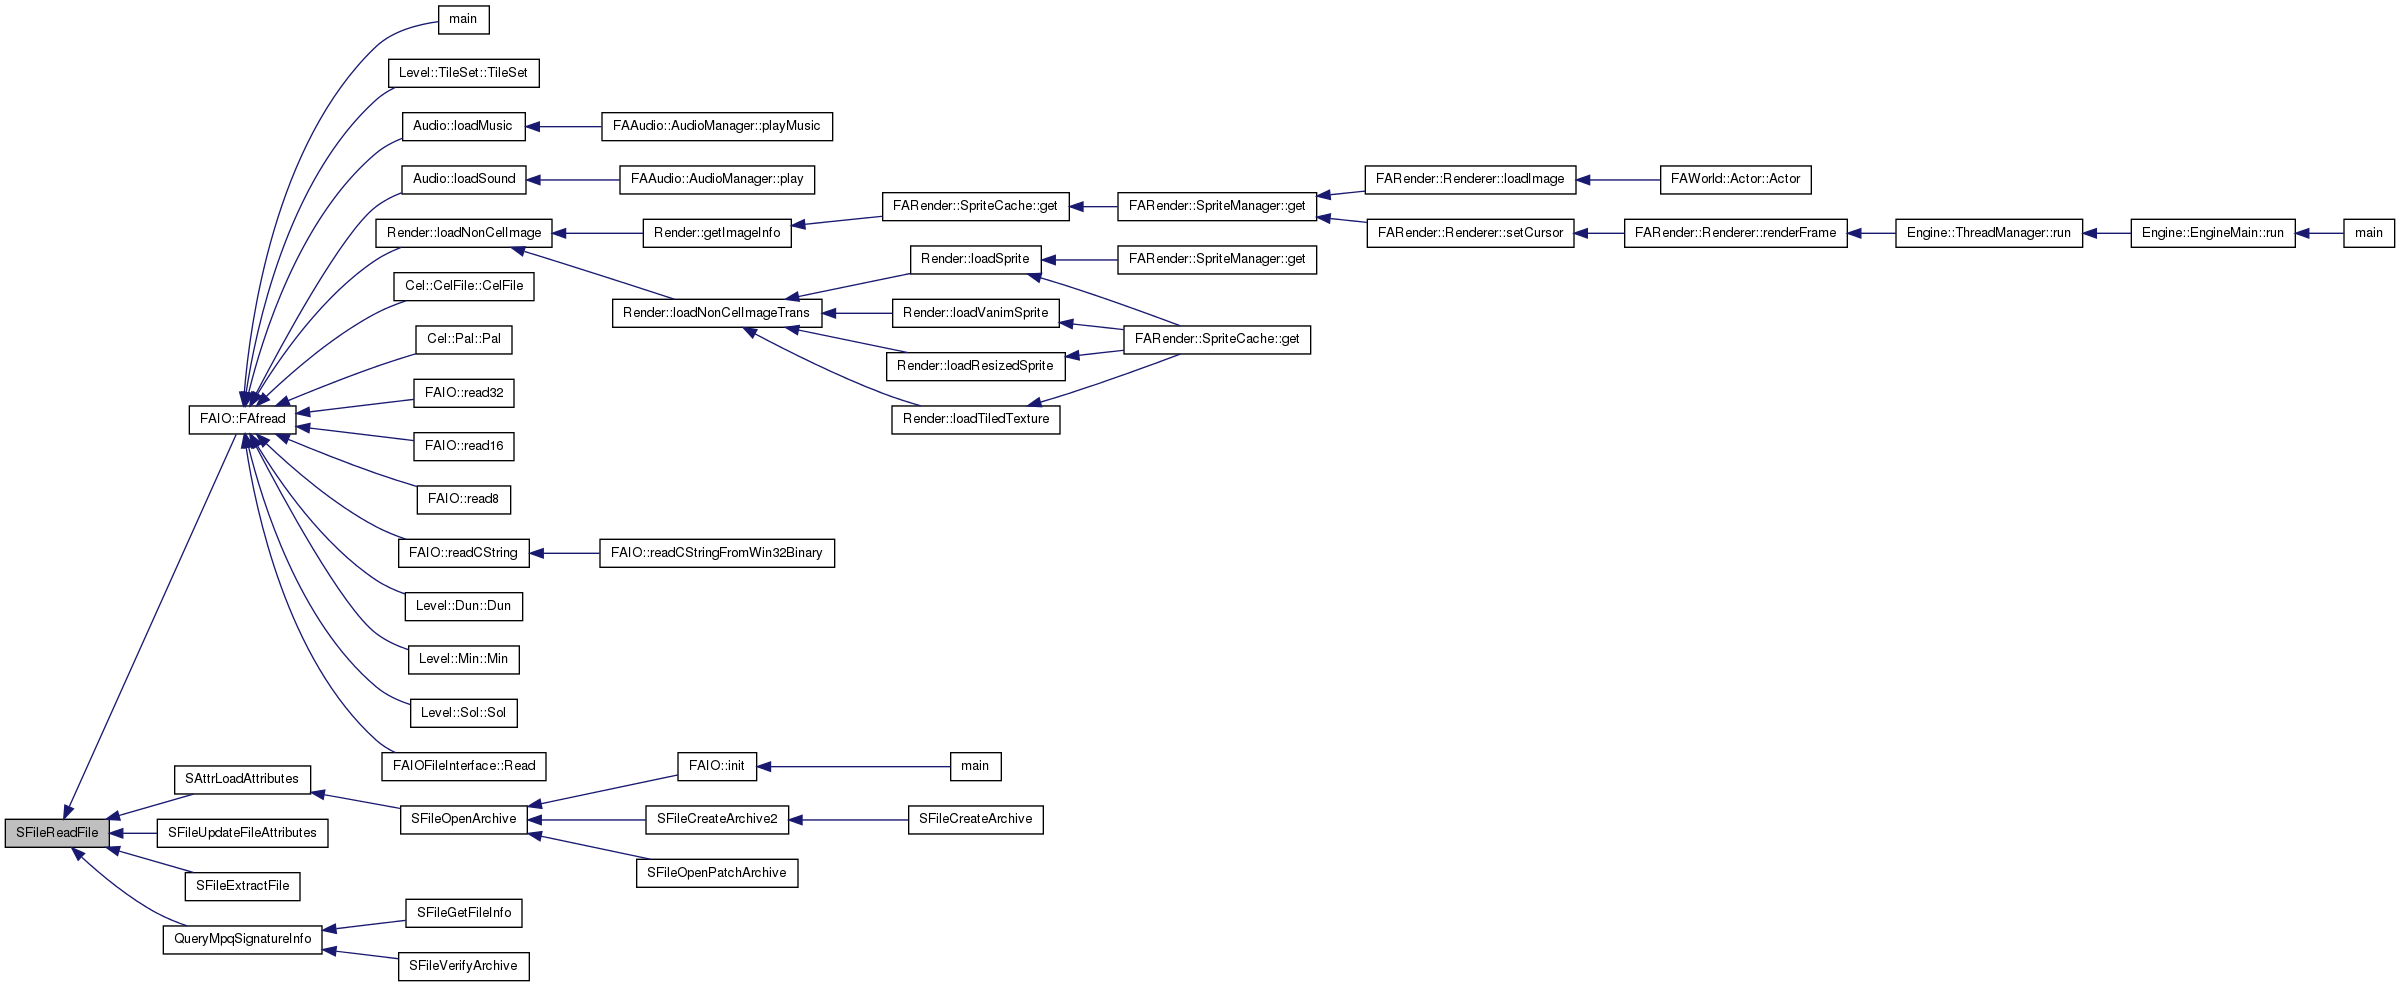 main
Level::TileSet::TileSet
Audio::loadMusic
FAAudio::AudioManager::playMusic
Audio::loadSound
FAAudio::AudioManager::play
FARender::Renderer::loadImage
FAWorld::Actor::Actor
FARender::SpriteCache::get
FARender::SpriteManager::get
Render::loadNonCelImage
Render::getImageInfo
FARender::Renderer::setCursor
FARender::Renderer::renderFrame
Engine::ThreadManager::run
Engine::EngineMain::run
main
Render::loadSprite
FARender::SpriteManager::get
Cel::CelFile::CelFile
Render::loadNonCelImageTrans
Render::loadVanimSprite
Cel::Pal::Pal
FARender::SpriteCache::get
Render::loadResizedSprite
FAIO::read32
FAIO::FAfread
Render::loadTiledTexture
FAIO::read16
FAIO::read8
FAIO::readCString
FAIO::readCStringFromWin32Binary
Level::Dun::Dun
Level::Min::Min
Level::Sol::Sol
FAIOFileInterface::Read
FAIO::init
main
SAttrLoadAttributes
SFileOpenArchive
SFileCreateArchive2
SFileCreateArchive
SFileReadFile
SFileUpdateFileAttributes
SFileOpenPatchArchive
SFileExtractFile
SFileGetFileInfo
QueryMpqSignatureInfo
SFileVerifyArchive